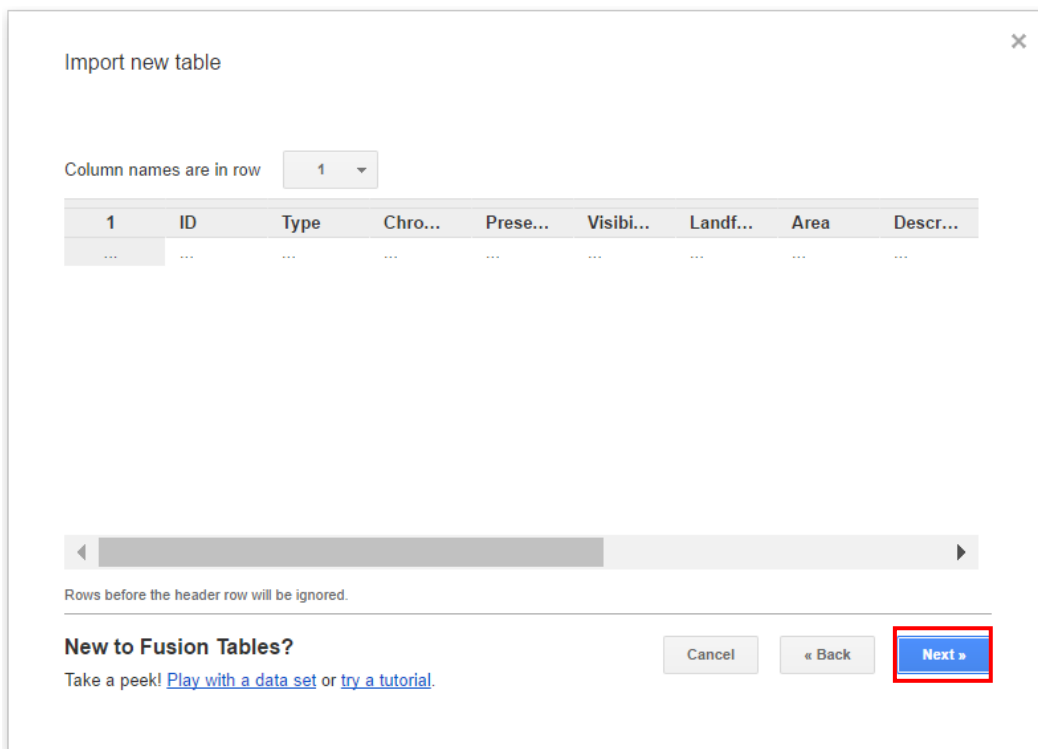 ×
Import new table
Column names are in row 1
1 ID Type Chro... Prese... Visibi... Landf... Area Descr...
... ... ... ... ... ... ... ... ...
Rows before the header row will be ignored.
New to Fusion Tables?
Take a peek! Play with a data set or try a tutorial.
Cancel « Back Next »